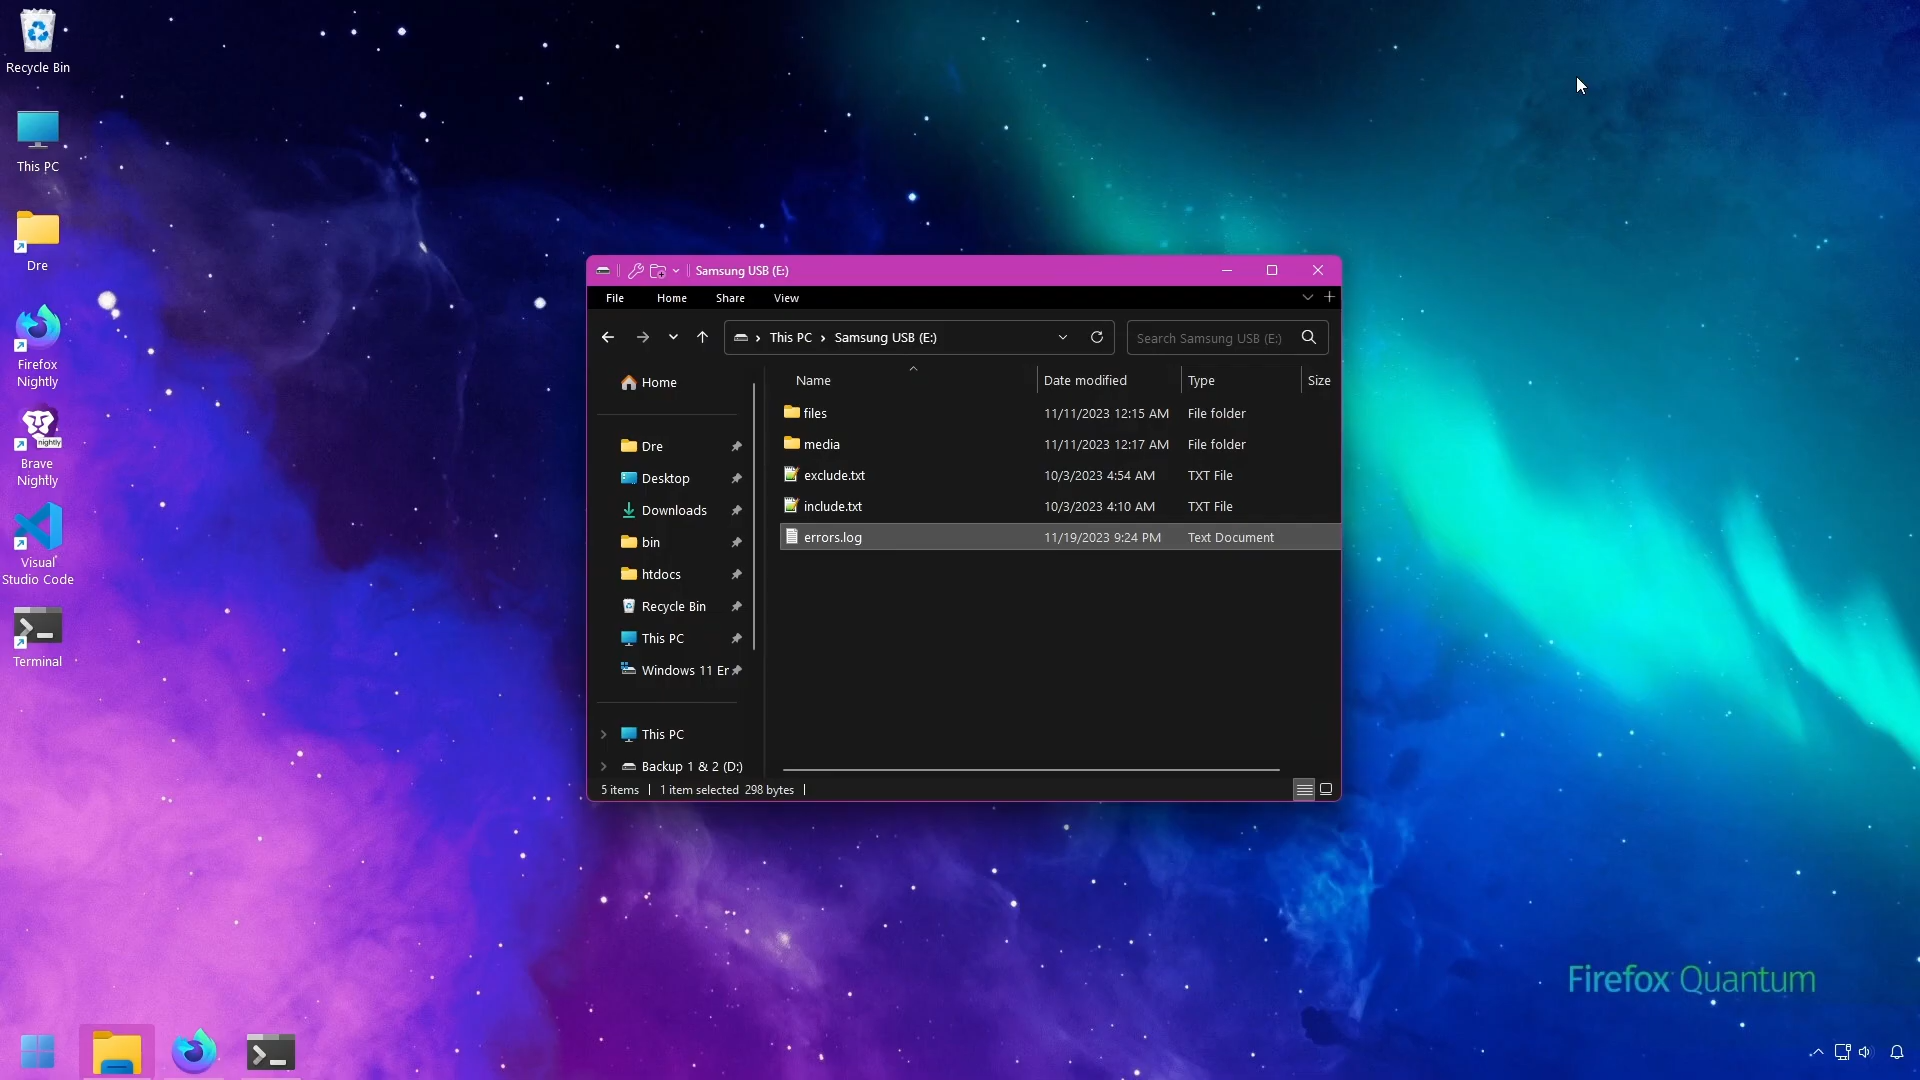 Recycle Bin
This PC
Dre
Firefox
Nightly
nightly
Brave
Nightly
Visual
Studio Code
Terminal
Samsung USB (E:)
File Home Share View
This PC Samsung USB (E:)
Search Samsung USB (E:)
Home
Dre
Desktop
Downloads
bin
htdocs
Recycle Bin
This PC
Windows 11 Er
This PC
Backup 1 & 2 (D:)
Name Date modified Type Size
files 11/11/2023 12:15 AM File folder
media 11/11/2023 12:17 AM File folder
exclude.txt 10/3/2023 4:54 AM TXT File
include.txt 10/3/2023 4:10 AM TXT File
errors.log 11/19/2023 9:24 PM Text Document
5 items 1 item selected 298 bytes
Firefox Quantum